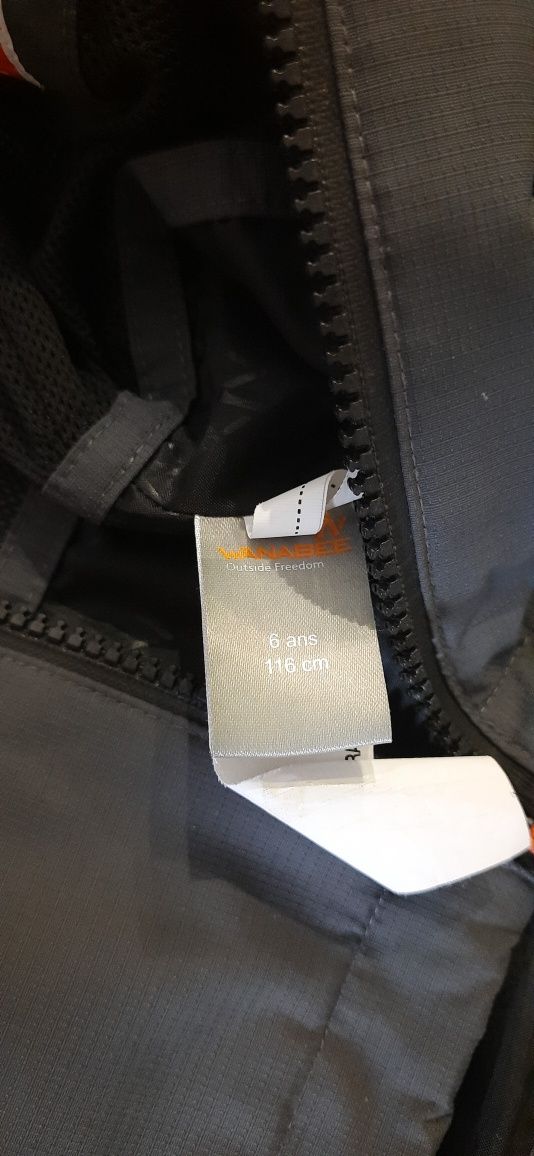 WANABEE
Outside Freedom
6 ans
116 cm